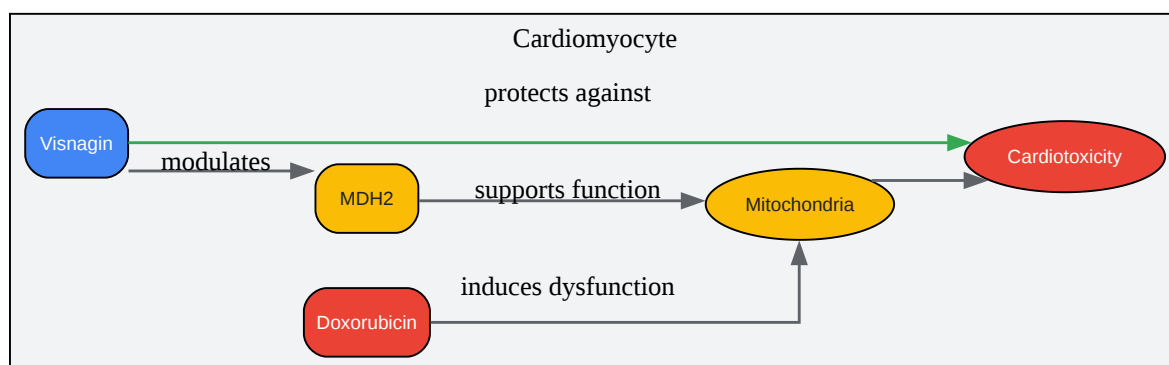 Cardiomyocyte
protects against
Visnagin
modulates
Cardiotoxicity
MDH2
supports function
Mitochondria
induces dysfunction
Doxorubicin